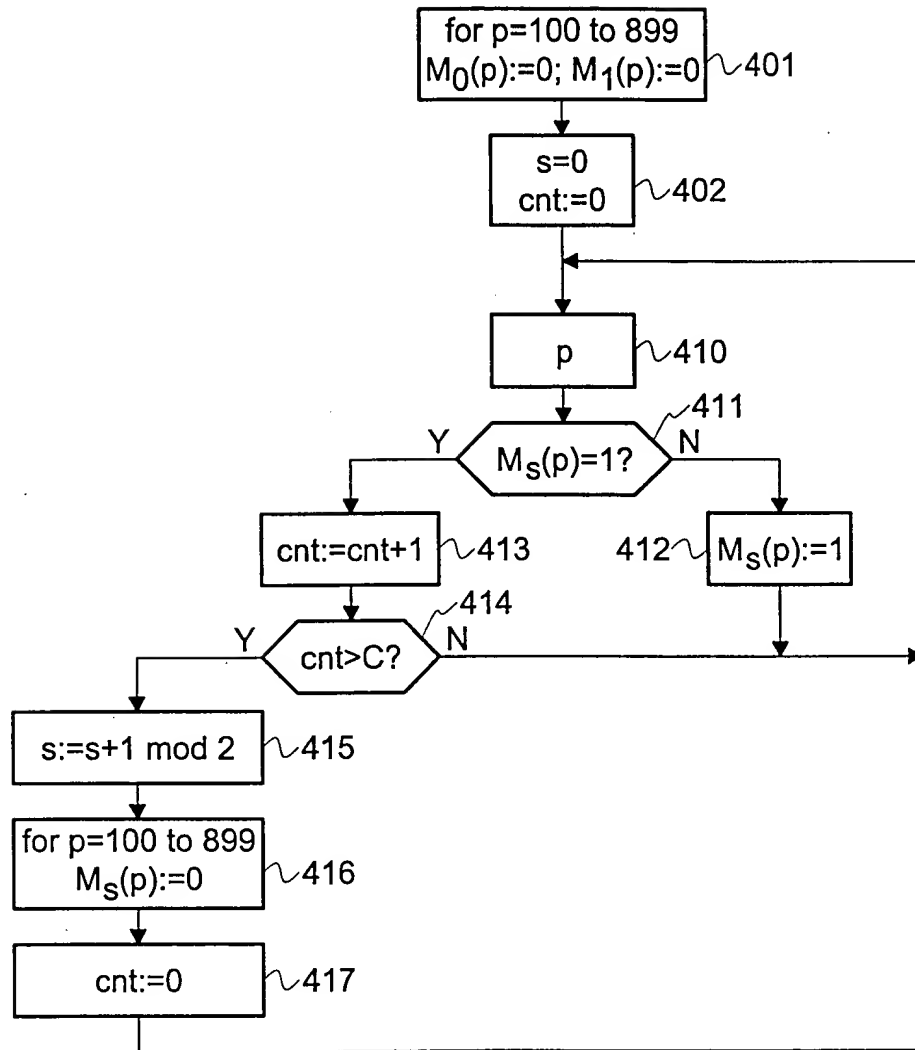 for p=100 to 899
M0(p):=0; M1(p):=0
401
s=0
cnt:=0
402
p
410
411
Y
N
Ms(p)=1?
cnt:=cnt+1
413
412
Ms(p):=1
414
Y
N
cnt>C?
s:=s+1 mod 2
415
for p=100 to 899
Ms(p):=0
416
cnt:=0
417